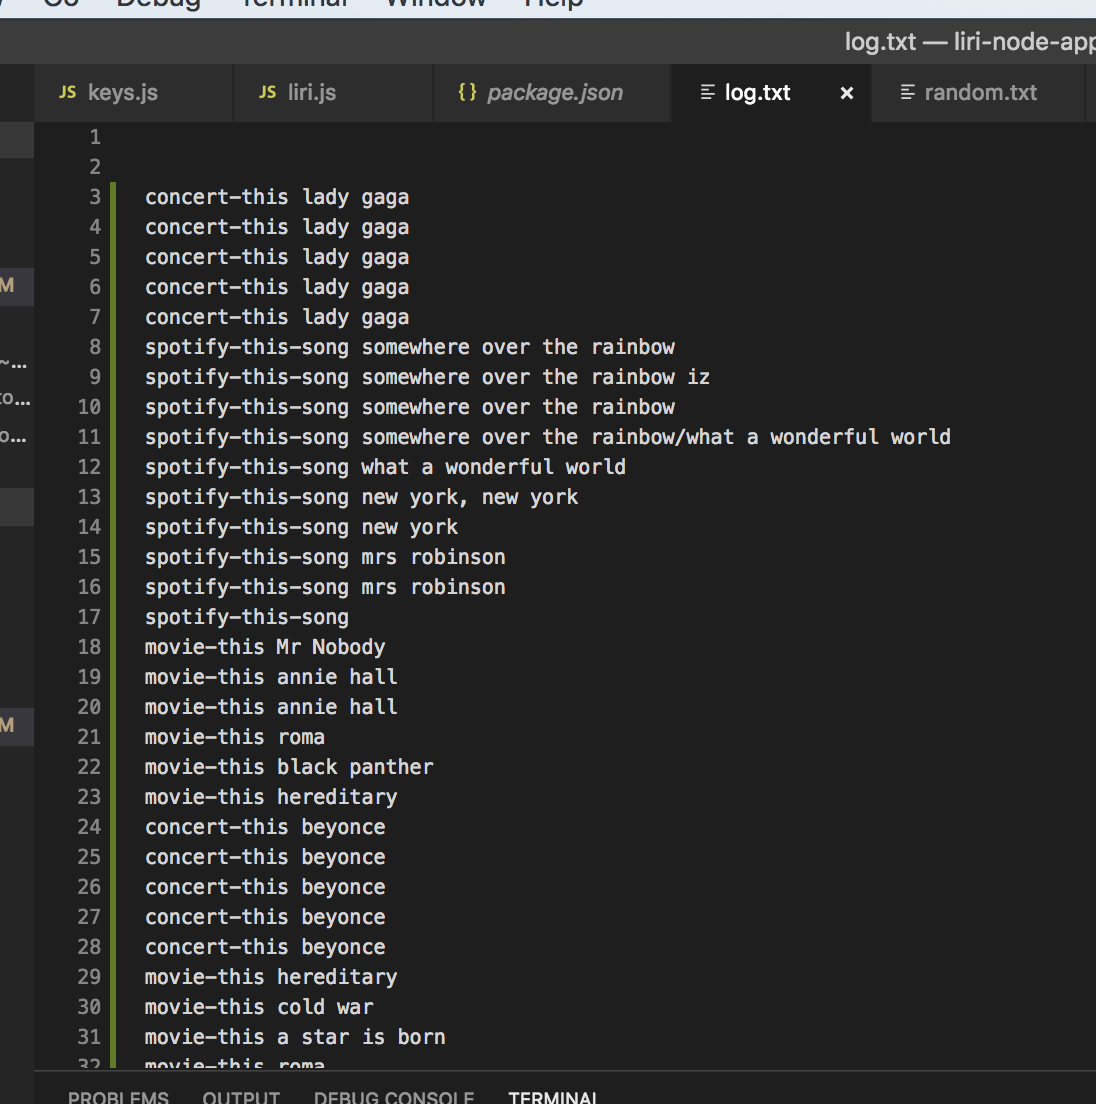 Go Debug Terminal Window Help
log.txt — liri-node-app
JS keys.js JS liri.js {} package.json log.txt × random.txt
1
2
3 concert-this lady gaga
4 concert-this lady gaga
5 concert-this lady gaga
6 concert-this lady gaga
7 concert-this lady gaga
8 spotify-this-song somewhere over the rainbow
9 spotify-this-song somewhere over the rainbow iz
10 spotify-this-song somewhere over the rainbow
11 spotify-this-song somewhere over the rainbow/what a wonderful world
12 spotify-this-song what a wonderful world
13 spotify-this-song new york, new york
14 spotify-this-song new york
15 spotify-this-song mrs robinson
16 spotify-this-song mrs robinson
17 spotify-this-song
18 movie-this Mr Nobody
19 movie-this annie hall
20 movie-this annie hall
21 movie-this roma
22 movie-this black panther
23 movie-this hereditary
24 concert-this beyonce
25 concert-this beyonce
26 concert-this beyonce
27 concert-this beyonce
28 concert-this beyonce
29 movie-this hereditary
30 movie-this cold war
31 movie-this a star is born
32 movie-this roma
M
~...
to...
o...
M
PROBLEMS OUTPUT DEBUG CONSOLE TERMINAL